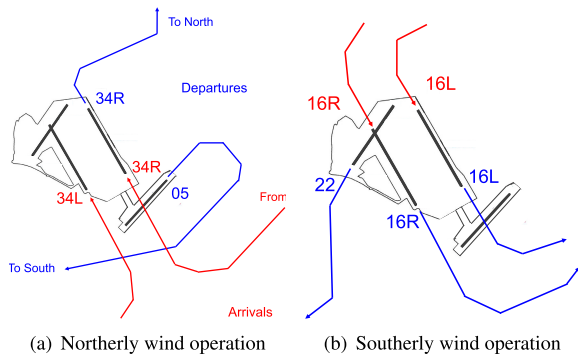 To North
Departures
34R
34R
05
34L
From
To South
Arrivals
16R
16L
22
16L
16R
(a) Northerly wind operation
(b) Southerly wind operation